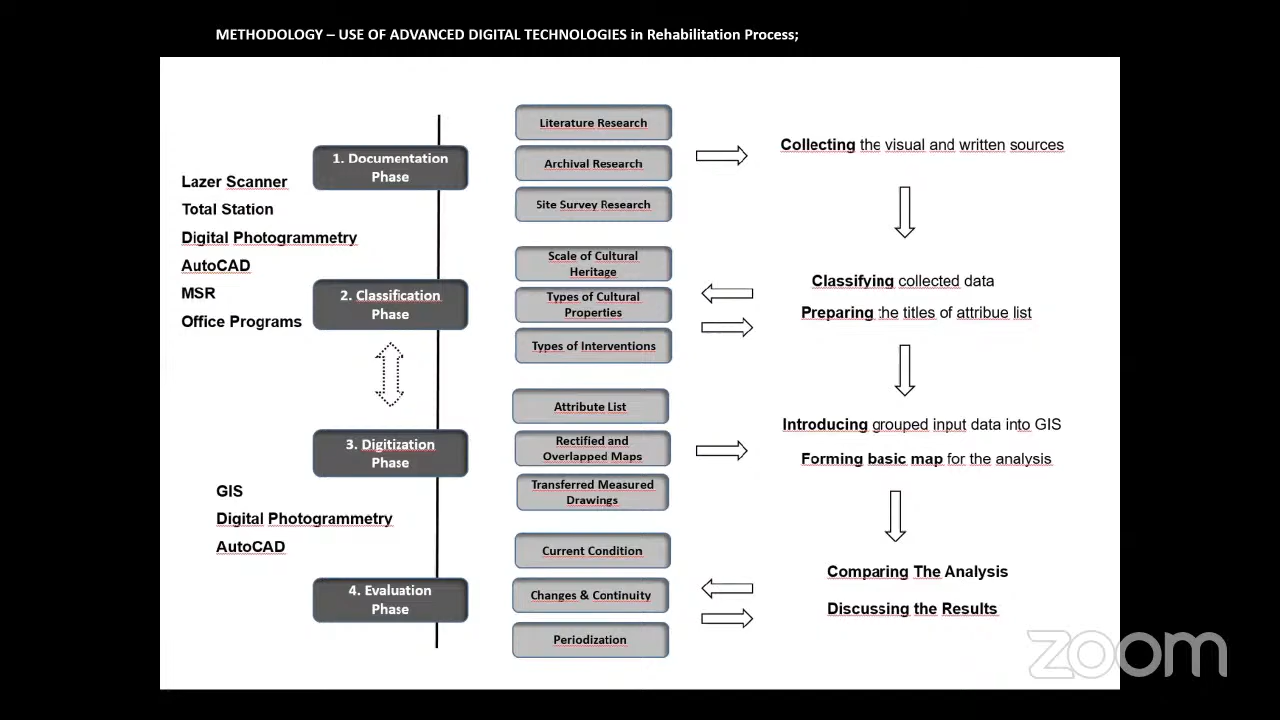 METHODOLOGY – USE OF ADVANCED DIGITAL TECHNOLOGIES in Rehabilitation Process;
1. Documentation
Phase
Lazer Scanner
Total Station
Digital Photogrammetry
AutoCAD
MSR
Office Programs
2. Classification
Phase
3. Digitization
Phase
GIS
Digital Photogrammetry
AutoCAD
4. Evaluation
Phase
Literature Research
Archival Research
Site Survey Research
Scale of Cultural
Heritage
Types of Cultural
Properties
Types of Interventions
Attribute List
Rectified and
Overlapped Maps
Transferred Measured
Drawings
Current Condition
Changes & Continuity
Periodization
Collecting the visual and written sources
Classifying collected data
Preparing the titles of attribue list
Introducing grouped input data into GIS
Forming basic map for the analysis
Comparing The Analysis
Discussing the Results
zoom